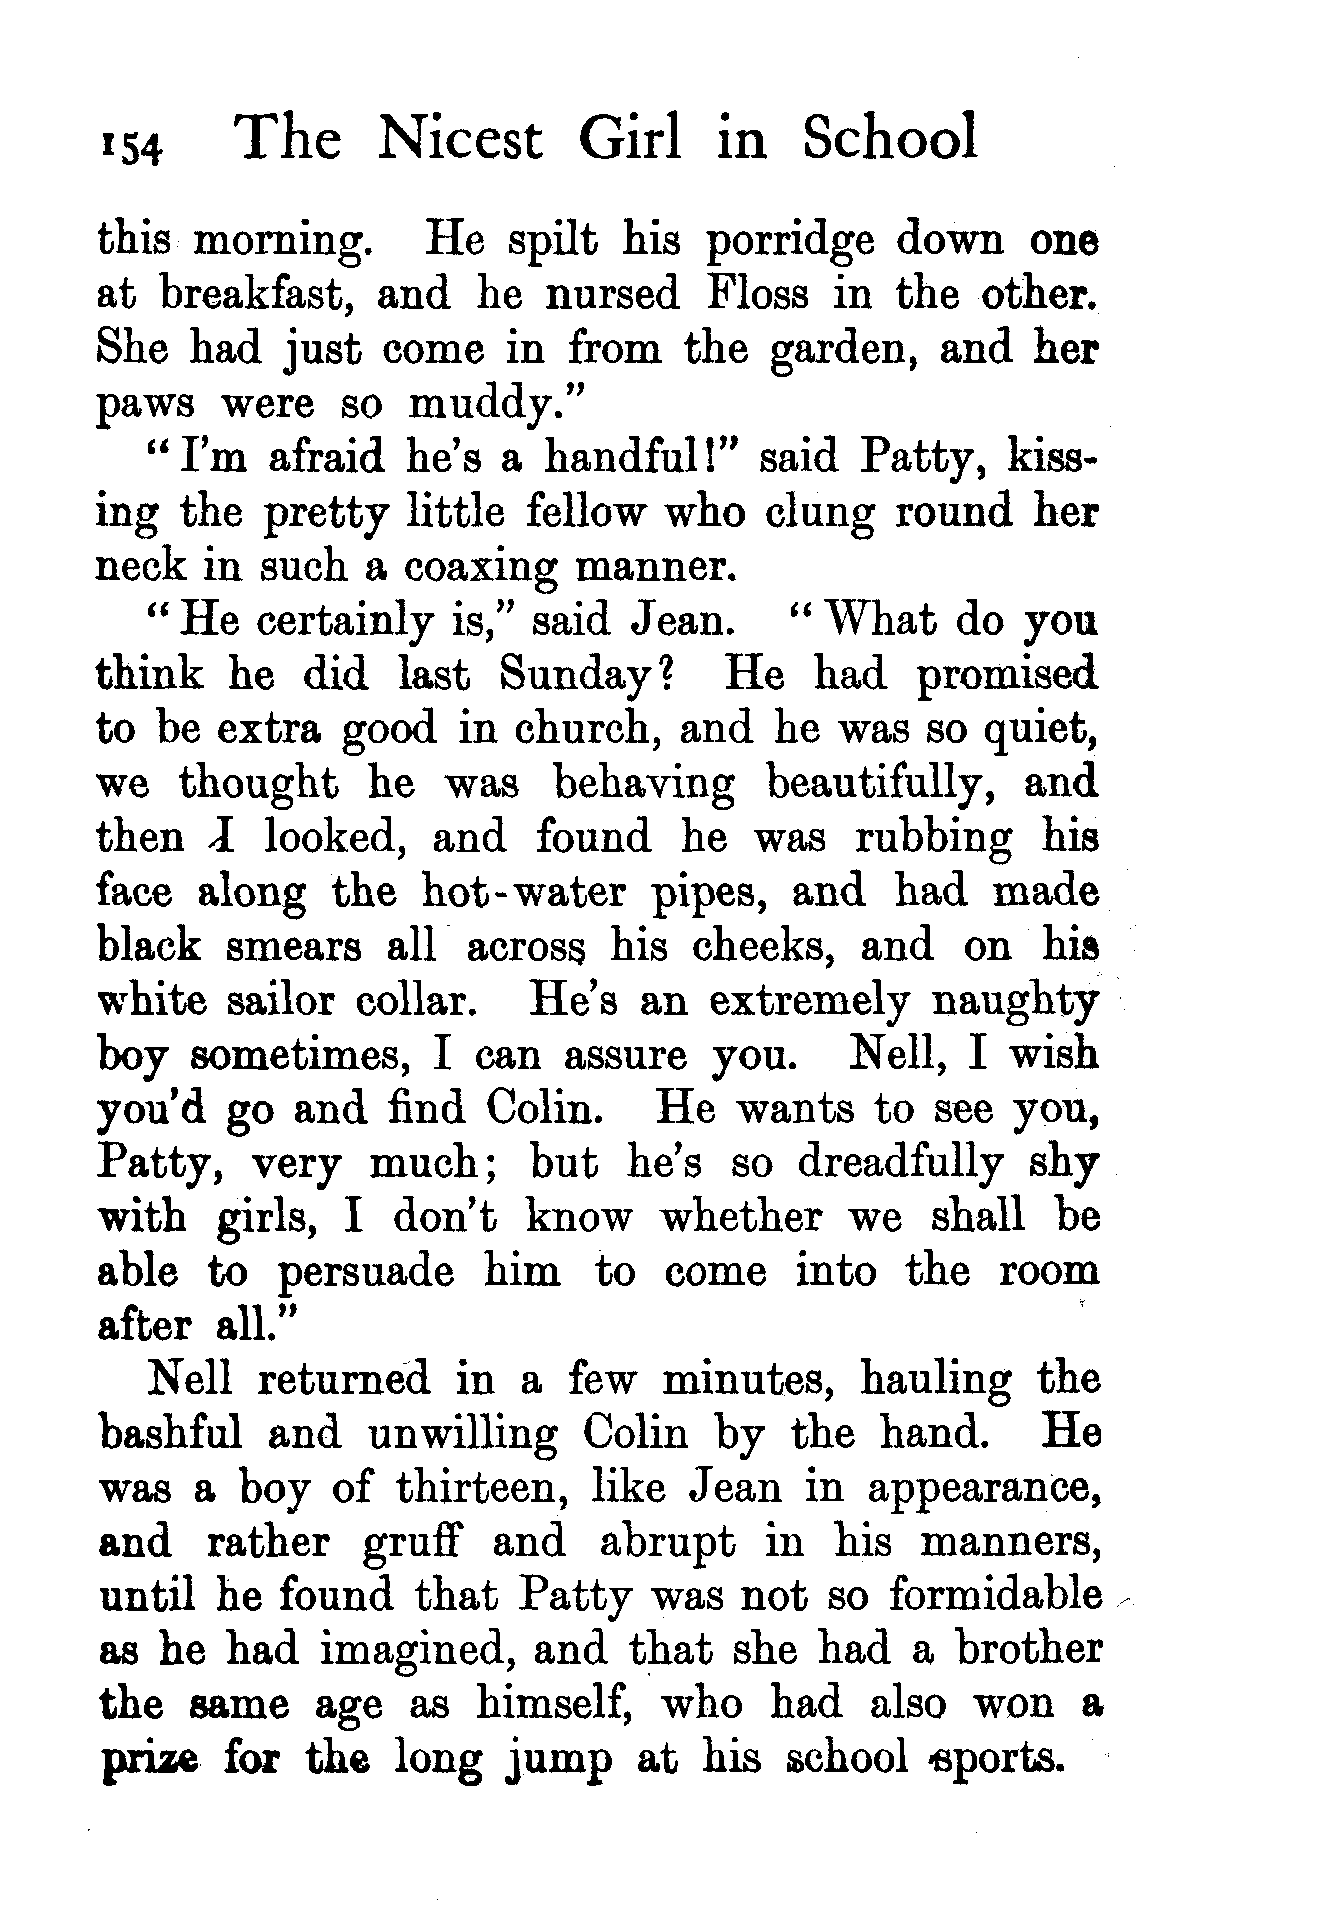 154 The Nicest Girl in School
this morning. He spilt his porridge down one
at breakfast, and he nursed Floss in the other.
She had just come in from the garden, and her
paws were so muddy."
"I'm afraid he's a handful!" said Patty, kiss-
ing the pretty little fellow who clung round her
neck in such a coaxing manner.
"He certainly is," said Jean. "What do you
think he did last Sunday? He had promised
to be extra good in church, and he was so quiet,
we thought he was behaving beautifully, and
then I looked, and found he was rubbing his
face along the hot-water pipes, and had made
black smears all across his cheeks, and on his
white sailor collar. He's an extremely naughty
boy sometimes, I can assure you. Nell, I wish
you'd go and find Colin. He wants to see you,
Patty, very much; but he's so dreadfully shy
with girls, I don't know whether we shall be
able to persuade him to come into the room
after all."
Nell returned in a few minutes, hauling the
bashful and unwilling Colin by the hand. He
was a boy of thirteen, like Jean in appearance,
and rather gruff and abrupt in his manners,
until he found that Patty was not so formidable
as he had imagined, and that she had a brother
the same age as himself, who had also won a
prize for the long jump at his school sports.